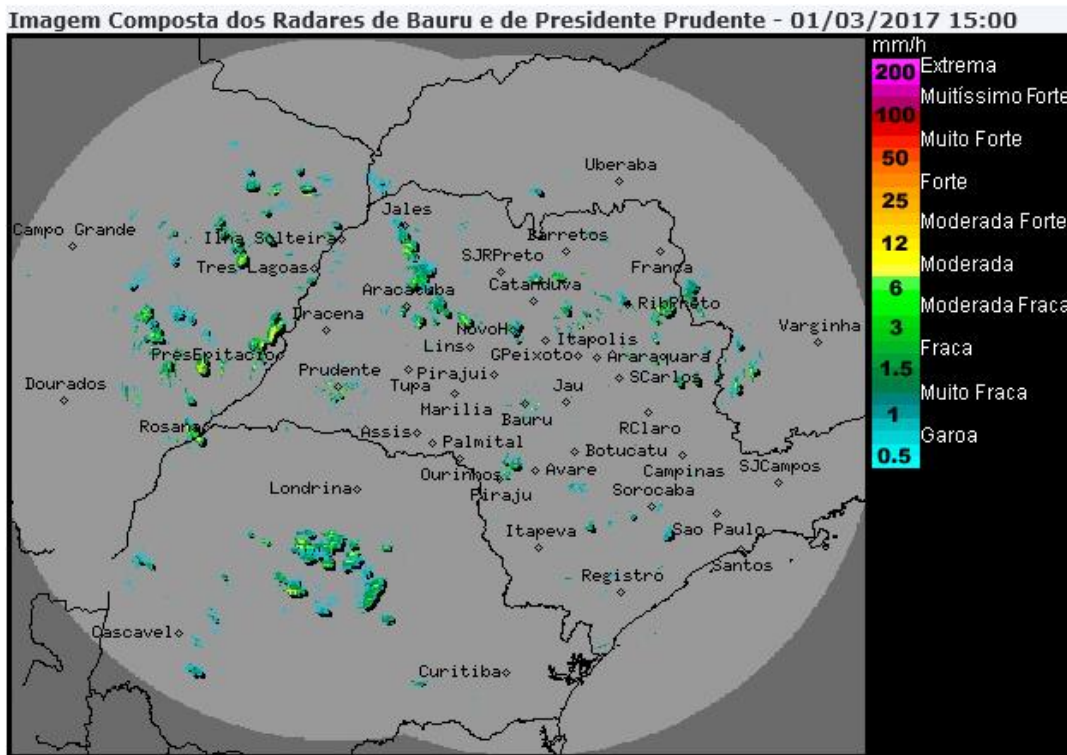 Imagem Composta dos Radares de Bauru e de Presidente Prudente - 01/03/2017 15:00
mm/h
200 Extrema
Muitíssimo Forte
100
Muito Forte
50
Forte
25
Moderada Forte
12
Moderada
6
Moderada Fraca
3
Fraca
1.5
Muito Fraca
1
Garoa
0.5
Uberaba
Campo Grande
Jales
Ilha Solteira
Barretos
SJRPreto
Franca
Tres Lagoas
Catanduva
Aracatuba
RibPreto
Dracena
NovoH
Itapolis
Varginha
PresEpitacio
Lins
GPeixoto
Araraquara
Prudente
Tupa
Pirajui
SCarlos
Dourados
Jau
Marilia
Bauru
Rosana
Assis
RClaro
Palmital
Botucatu
Ourinhos
Avare
Campinas
SJCampos
Londrina
Piraju
Sorocaba
Itapeva
Sao Paulo
Santos
Registro
Cascavel
Curitiba